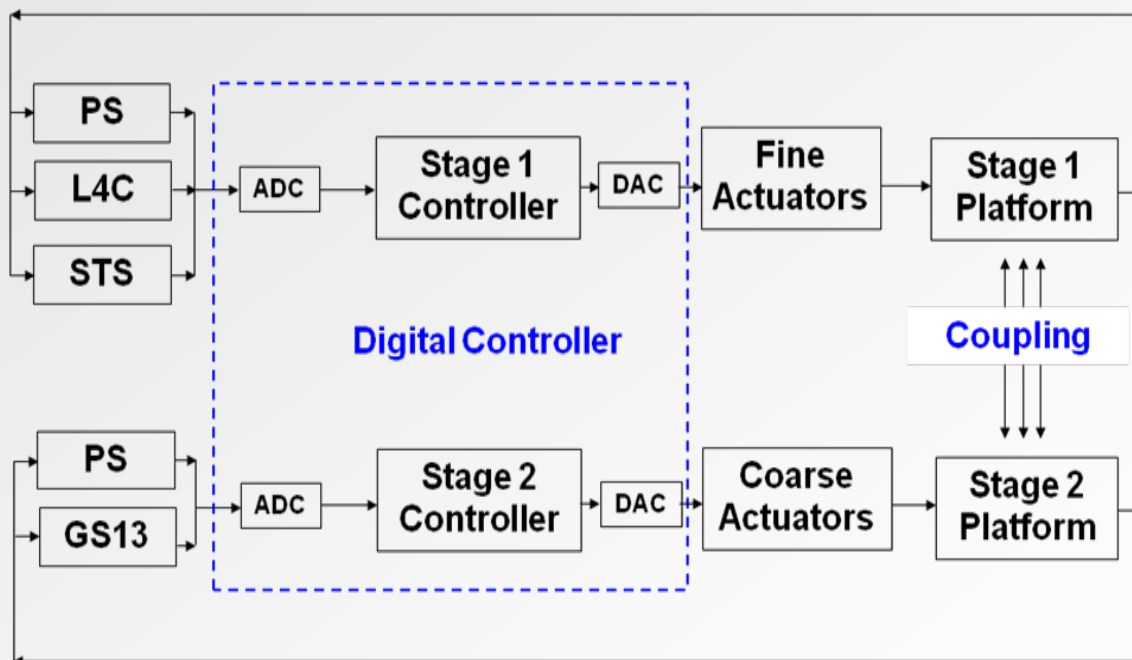 PS
L4C
STS
ADC
Stage 1
Controller
DAC
Fine
Actuators
Stage 1
Platform
Digital Controller
Coupling
PS
GS13
ADC
Stage 2
Controller
DAC
Coarse
Actuators
Stage 2
Platform